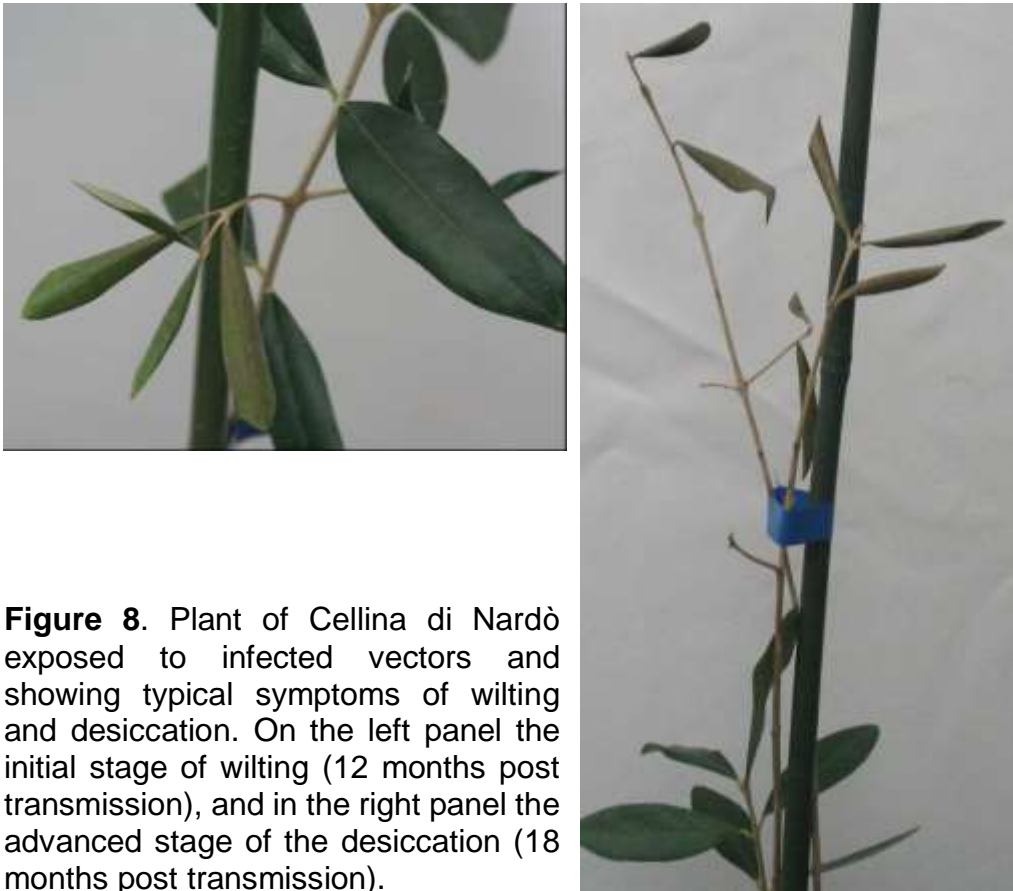 Figure 8. Plant of Cellina di Nardò
exposed to infected vectors and
showing typical symptoms of wilting
and desiccation. On the left panel the
initial stage of wilting (12 months post
transmission), and in the right panel the
advanced stage of the desiccation (18
months post transmission).